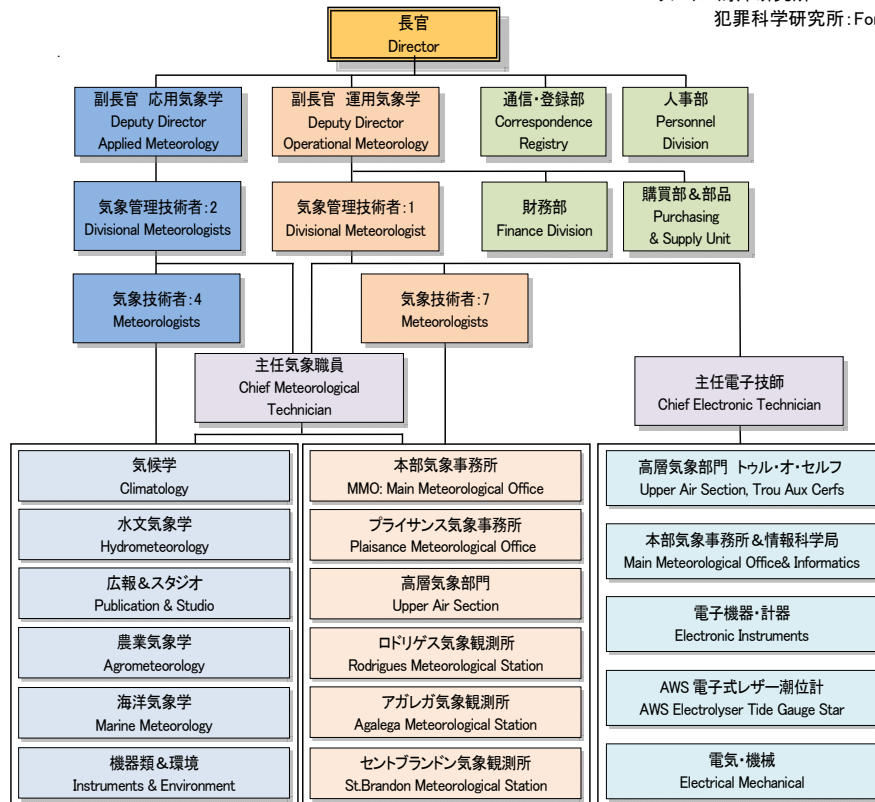 犯罪科学研究所：For
長官
Director
副長官 応用気象学
Deputy Director
Applied Meteorology
副長官 運用気象学
Deputy Director
Operational Meteorology
通信・登録部
Correspondence
Registry
人事部
Personnel
Division
気象管理技術者：2
Divisional Meteorologists
気象管理技術者：1
Divisional Meteorologist
財務部
Finance Division
購買部＆部品
Purchasing
& Supply Unit
気象技術者：4
Meteorologists
気象技術者：7
Meteorologists
主任気象職員
Chief Meteorological
Technician
主任電子技師
Chief Electronic Technician
気候学
Climatology
水文気象学
Hydrometeorology
広報＆スタジオ
Publication & Studio
農業気象学
Agrometeorology
海洋気象学
Marine Meteorology
機器類＆環境
Instruments & Environment
本部気象事務所
MMO: Main Meteorological Office
プライサンス気象事務所
Plaisance Meteorological Office
高層気象部門
Upper Air Section
ロドリゲス気象観測所
Rodrigues Meteorological Station
アガレガ気象観測所
Agalega Meteorological Station
セントブランドン気象観測所
St.Brandon Meteorological Station
高層気象部門 トゥル・オ・セルフ
Upper Air Section, Trou Aux Cerfs
本部気象事務所＆情報科学局
Main Meteorological Office& Informatics
電子機器・計器
Electronic Instruments
AWS 電子式レザー潮位計
AWS Electrolyser Tide Gauge Star
電気・機械
Electrical Mechanical